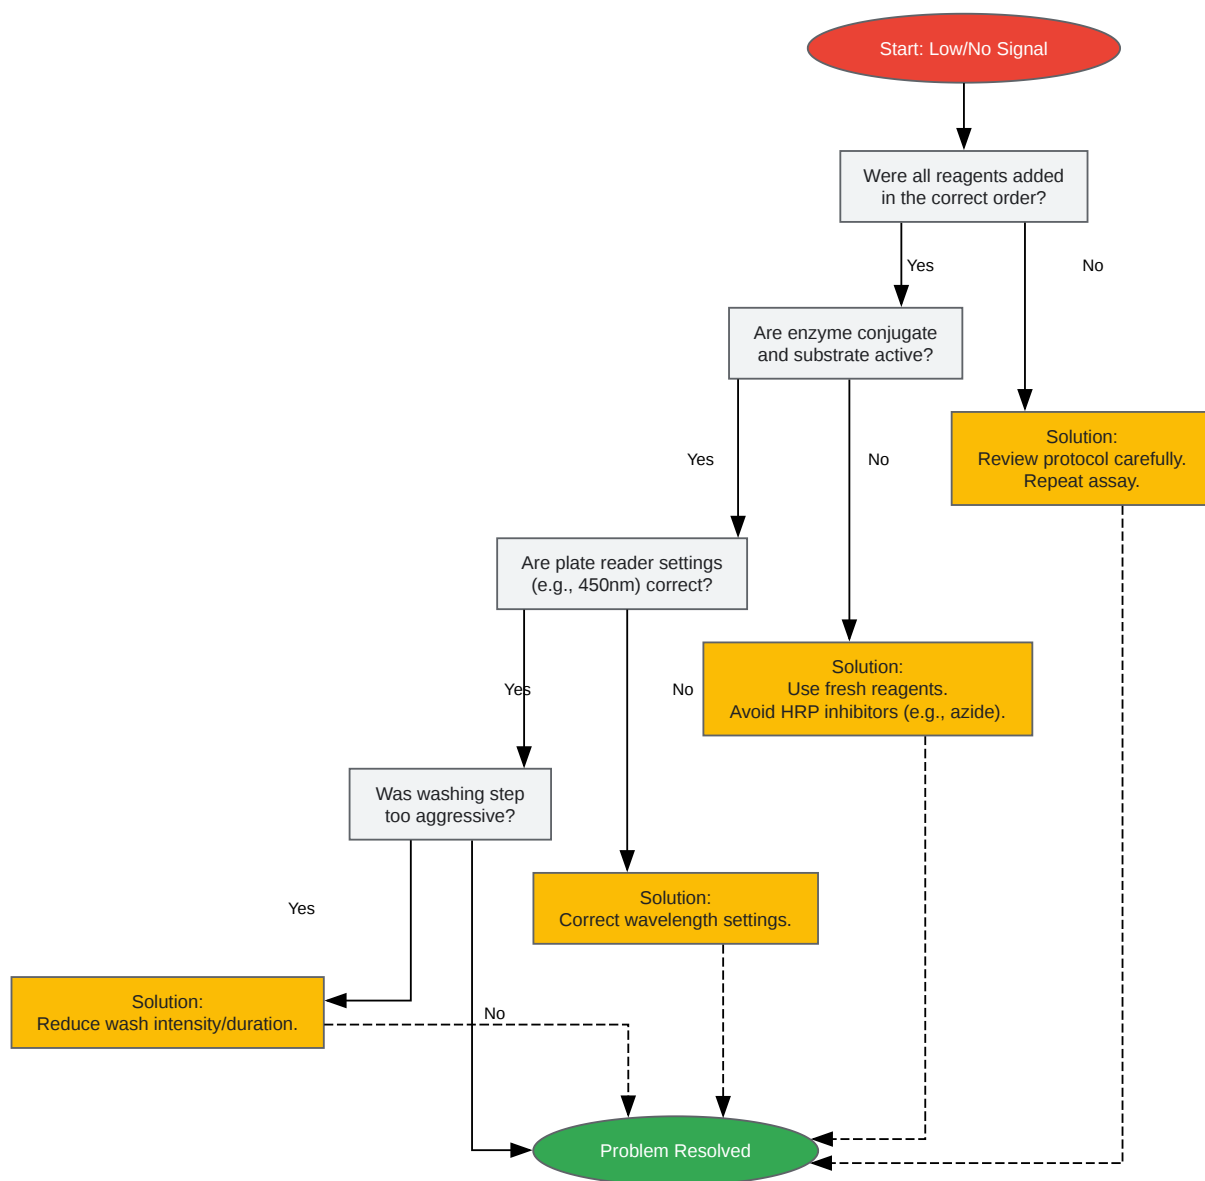 Start: Low/No Signal
Were all reagents added
in the correct order?
Yes
No
Are enzyme conjugate
and substrate active?
Yes
No
Solution:
Review protocol carefully.
Repeat assay.
Are plate reader settings
(e.g., 450nm) correct?
Yes
No
Solution:
Use fresh reagents.
Avoid HRP inhibitors (e.g., azide).
Was washing step
too aggressive?
Yes
No
Solution:
Correct wavelength settings.
Solution:
Reduce wash intensity/duration.
Problem Resolved